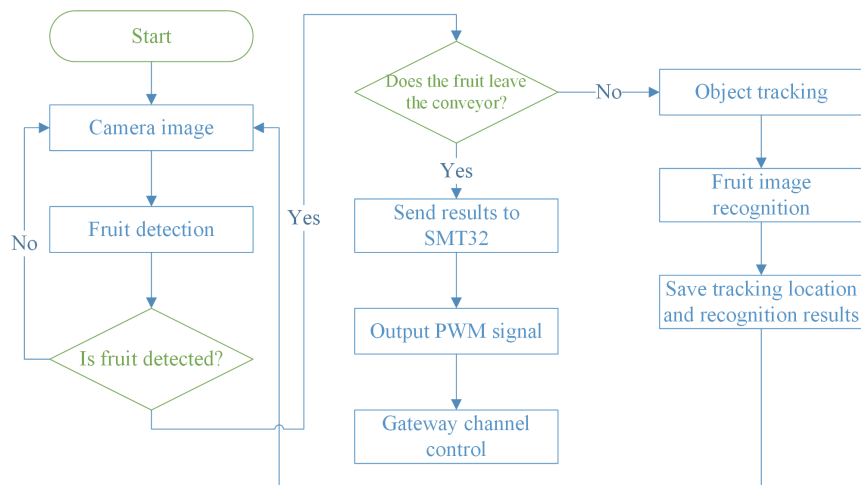 Start
Camera image
Fruit detection
Is fruit detected?
No
Yes
Does the fruit leave
the conveyor?
Yes
Send results to
SMT32
Output PWM signal
Gateway channel
control
No
Object tracking
Fruit image
recognition
Save tracking location
and recognition results